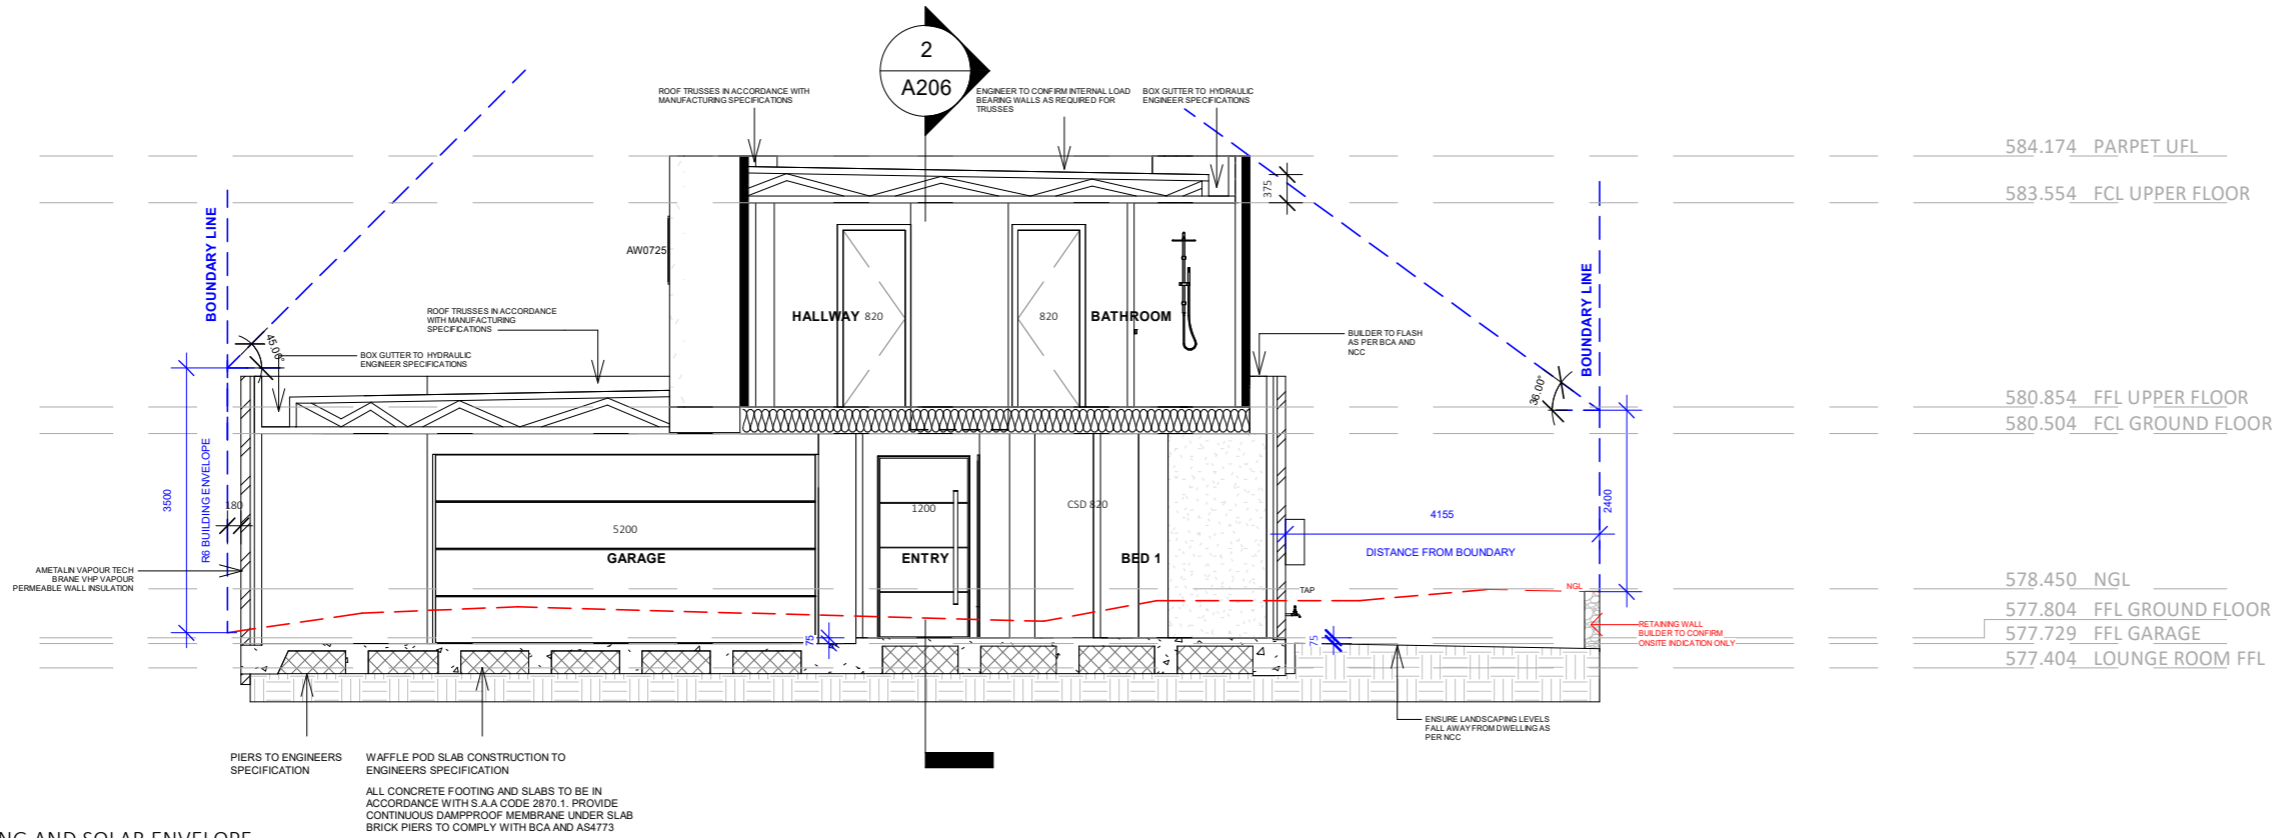 2
A206
ROOF TRUSSES IN ACCORDANCE WITH
MANUFACTURING SPECIFICATIONS
ENGINEER TO CONFIRM INTERNAL LOAD
BEARING WALLS AS REQUIRED FOR
TRUSSES
BOX GUTTER TO HYDRAULIC
ENGINEER SPECIFICATIONS
584.174 PARPET UFL
583.554 FCL UPPER FLOOR
375
BOUNDARY LINE
AW0725
HALLWAY 820
820 BATHROOM
BOUNDARY LINE
ROOF TRUSSES IN ACCORDANCE
WITH MANUFACTURING
SPECIFICATIONS
45.00°
BOX GUTTER TO HYDRAULIC
ENGINEER SPECIFICATIONS
BUILDER TO FLASH
AS PER BCA AND
NCC
36.00°
580.854 FFL UPPER FLOOR
580.504 FCL GROUND FLOOR
3500
R6 BUILDING ENVELOPE
180
5200
GARAGE
1200
ENTRY
CSD 820
BED 1
4155
DISTANCE FROM BOUNDARY
2400
AMETALIN VAPOUR TECH
BRANE VHP VAPOUR
PERMEABLE WALL INSULATION
TAP
NGL
578.450 NGL
577.804 FFL GROUND FLOOR
577.729 FFL GARAGE
577.404 LOUNGE ROOM FFL
75
75
RETAINING WALL
BUILDER TO CONFIRM
ONSITE INDICATION ONLY
ENSURE LANDSCAPING LEVELS
FALL AWAY FROM DWELLING AS
PER NCC
PIERS TO ENGINEERS
SPECIFICATION
WAFFLE POD SLAB CONSTRUCTION TO
ENGINEERS SPECIFICATION
ALL CONCRETE FOOTING AND SLABS TO BE IN
ACCORDANCE WITH S.A.A CODE 2870.1. PROVIDE
CONTINUOUS DAMPPROOF MEMBRANE UNDER SLAB
BRICK PIERS TO COMPLY WITH BCA AND AS4773
AND SOLAR ENVELOPE